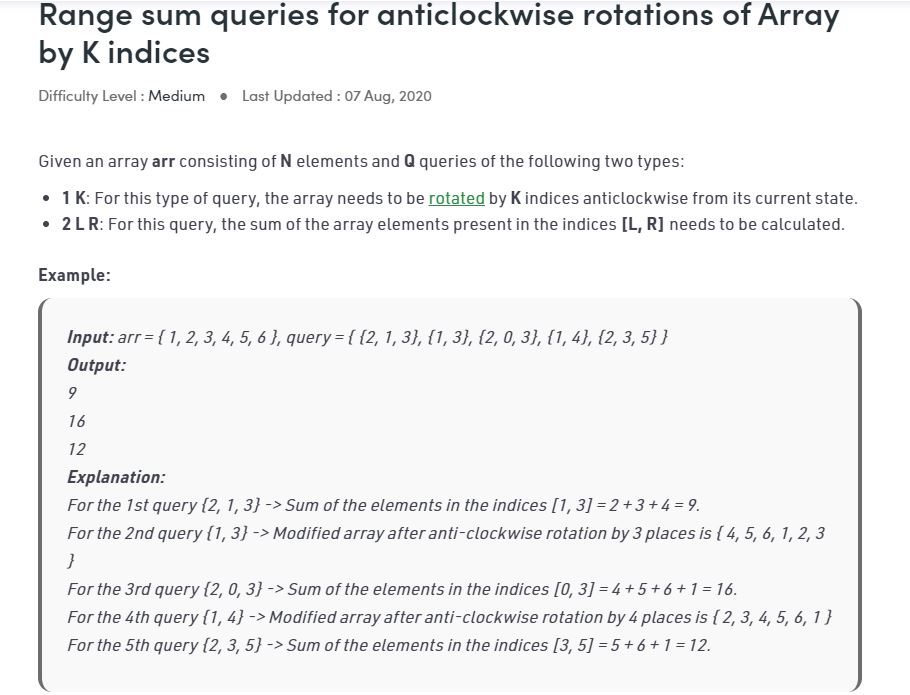 Range sum queries for anticlockwise rotations of Array
by K indices
Difficulty Level : Medium ● Last Updated : 07 Aug, 2020
Given an array arr consisting of N elements and Q queries of the following two types:
• 1 K: For this type of query, the array needs to be rotated by K indices anticlockwise from its current state.
• 2 L R: For this query, the sum of the array elements present in the indices [L, R] needs to be calculated.
Example:
Input: arr = { 1, 2, 3, 4, 5, 6 }, query = { {2, 1, 3}, {1, 3}, {2, 0, 3}, {1, 4}, {2, 3, 5} }
Output:
9
16
12
Explanation:
For the 1st query {2, 1, 3} -> Sum of the elements in the indices [1, 3] = 2 + 3 + 4 = 9.
For the 2nd query {1, 3} -> Modified array after anti-clockwise rotation by 3 places is { 4, 5, 6, 1, 2, 3
}
For the 3rd query {2, 0, 3} -> Sum of the elements in the indices [0, 3] = 4 + 5 + 6 + 1 = 16.
For the 4th query {1, 4} -> Modified array after anti-clockwise rotation by 4 places is { 2, 3, 4, 5, 6, 1 }
For the 5th query {2, 3, 5} -> Sum of the elements in the indices [3, 5] = 5 + 6 + 1 = 12.